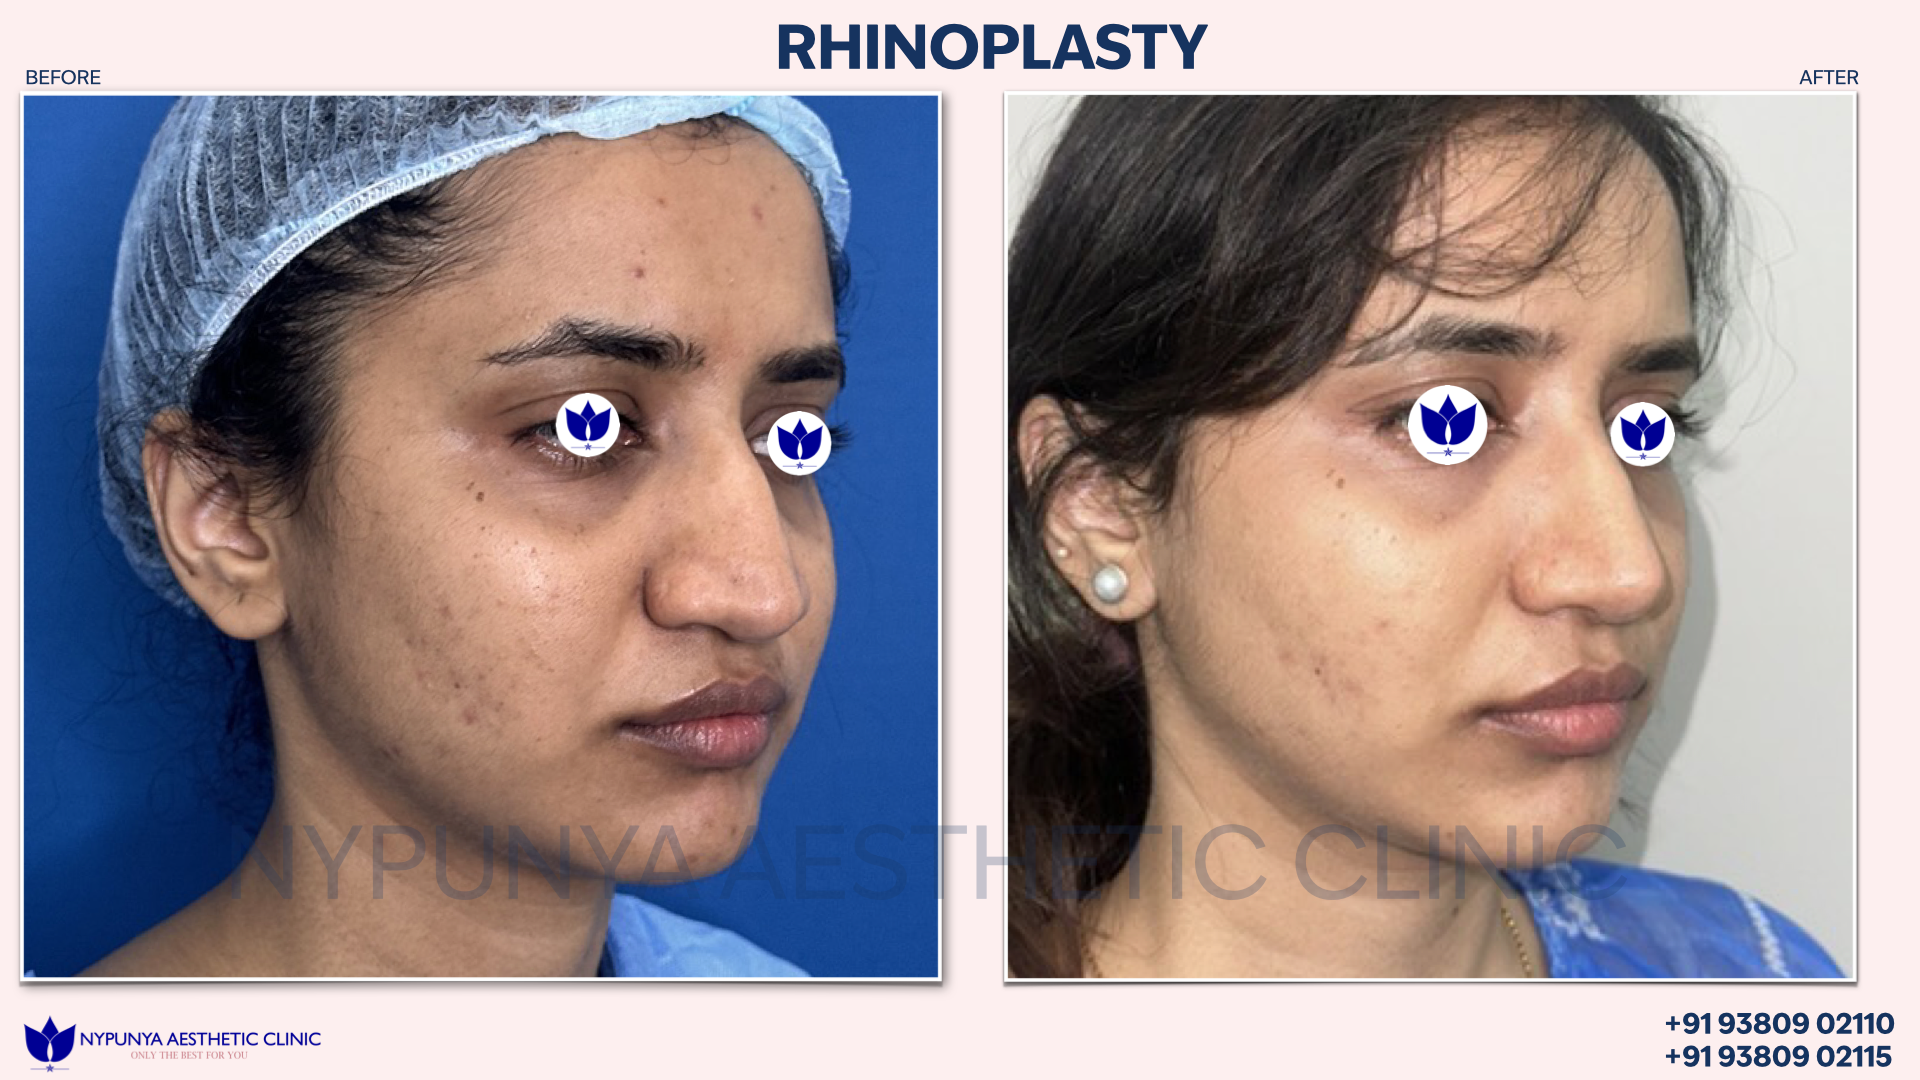 RHINOPLASTY
BEFORE
AFTER
NYPUNYA AESTHETIC CLINIC
NYPUNYA AESTHETIC CLINIC
ONLY THE BEST FOR YOU
+91 93809 02110
+91 93809 02115